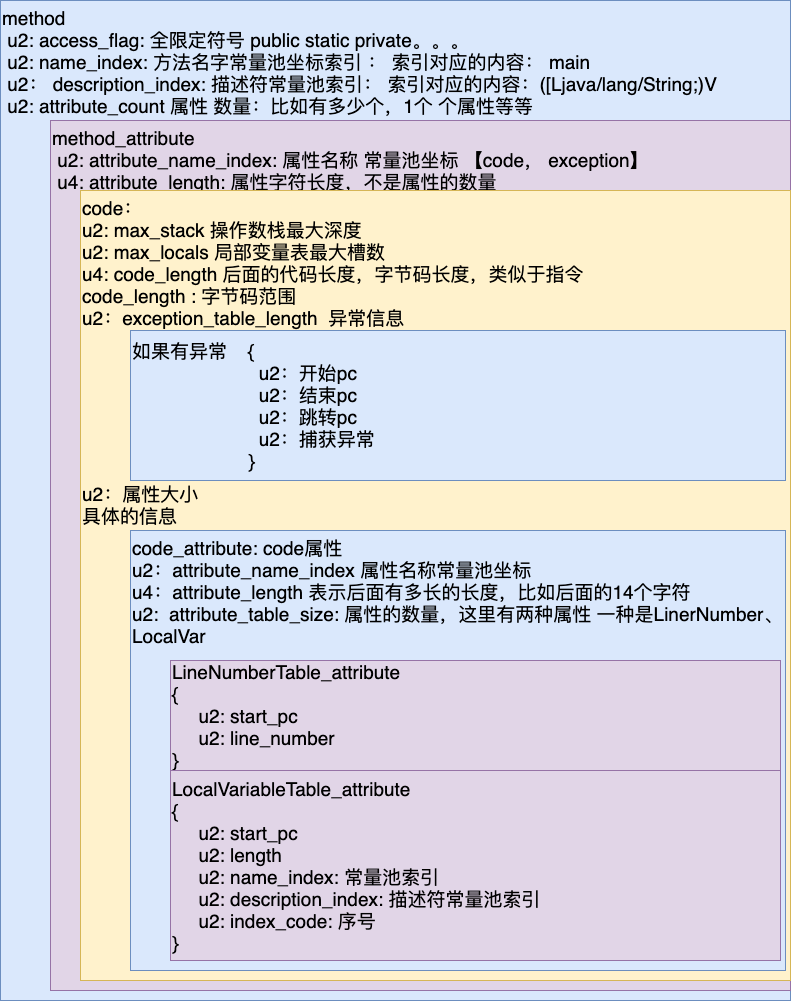 method
u2: access_flag: 全限定符号 public static private。。。
u2: name_index: 方法名字常量池坐标索引： 索引对应的内容： main
u2： description_index: 描述符常量池索引： 索引对应的内容：([Ljava/lang/String;)V
u2: attribute_count 属性 数量：比如有多少个，1个 个属性等等
method_attribute
u2: attribute_name_index: 属性名称 常量池坐标 【code， exception】
u4: attribute_length: 属性字符长度，不是属性的数量
code：
u2: max_stack 操作数栈最大深度
u2: max_locals 局部变量表最大槽数
u4: code_length 后面的代码长度，字节码长度，类似于指令
code_length : 字节码范围
u2：exception_table_length 异常信息
如果有异常 {
u2：开始pc
u2：结束pc
u2：跳转pc
u2：捕获异常
}
u2：属性大小
具体的信息
code_attribute: code属性
u2：attribute_name_index 属性名称常量池坐标
u4：attribute_length 表示后面有多长的长度，比如后面的14个字符
u2：attribute_table_size: 属性的数量，这里有两种属性 一种是LinerNumber、
LocalVar
LineNumberTable_attribute
{
u2: start_pc
u2: line_number
}
LocalVariableTable_attribute
{
u2: start_pc
u2: length
u2: name_index: 常量池索引
u2: description_index: 描述符常量池索引
u2: index_code: 序号
}